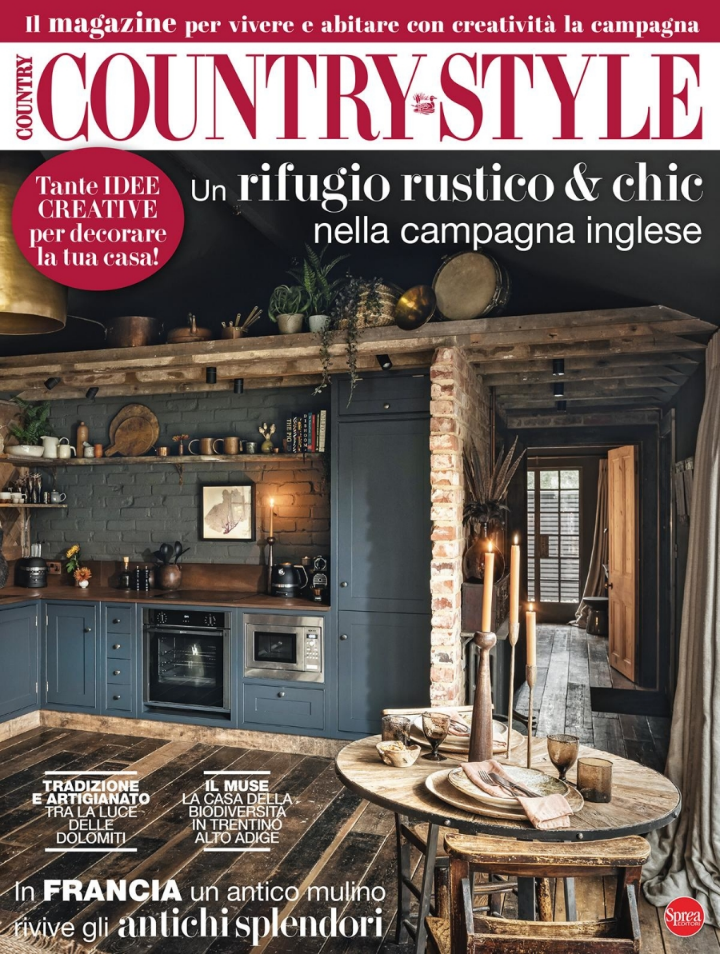 Il magazine per vivere e abitare con creatività la campagna
COUNTRY
COUNTRY STYLE
Tante IDEE
CREATIVE
per decorare
la tua casa!
Un rifugio rustico & chic
nella campagna inglese
TRADIZIONE
E ARTIGIANATO
TRA LA LUCE
DELLE
DOLOMITI
IL MUSE
LA CASA DELLA
BIODIVERSITÀ
IN TRENTINO
ALTO ADIGE
In FRANCIA un antico mulino
rivive gli antichi splendori
Sprea
EDITORI